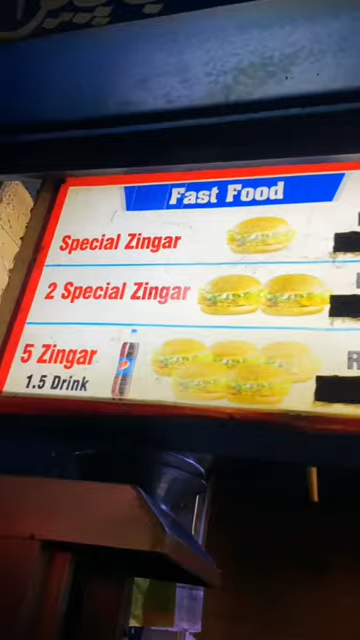 Fast Food
Special Zingar
2 Special Zingar
5 Zingar
1.5 Drink
R